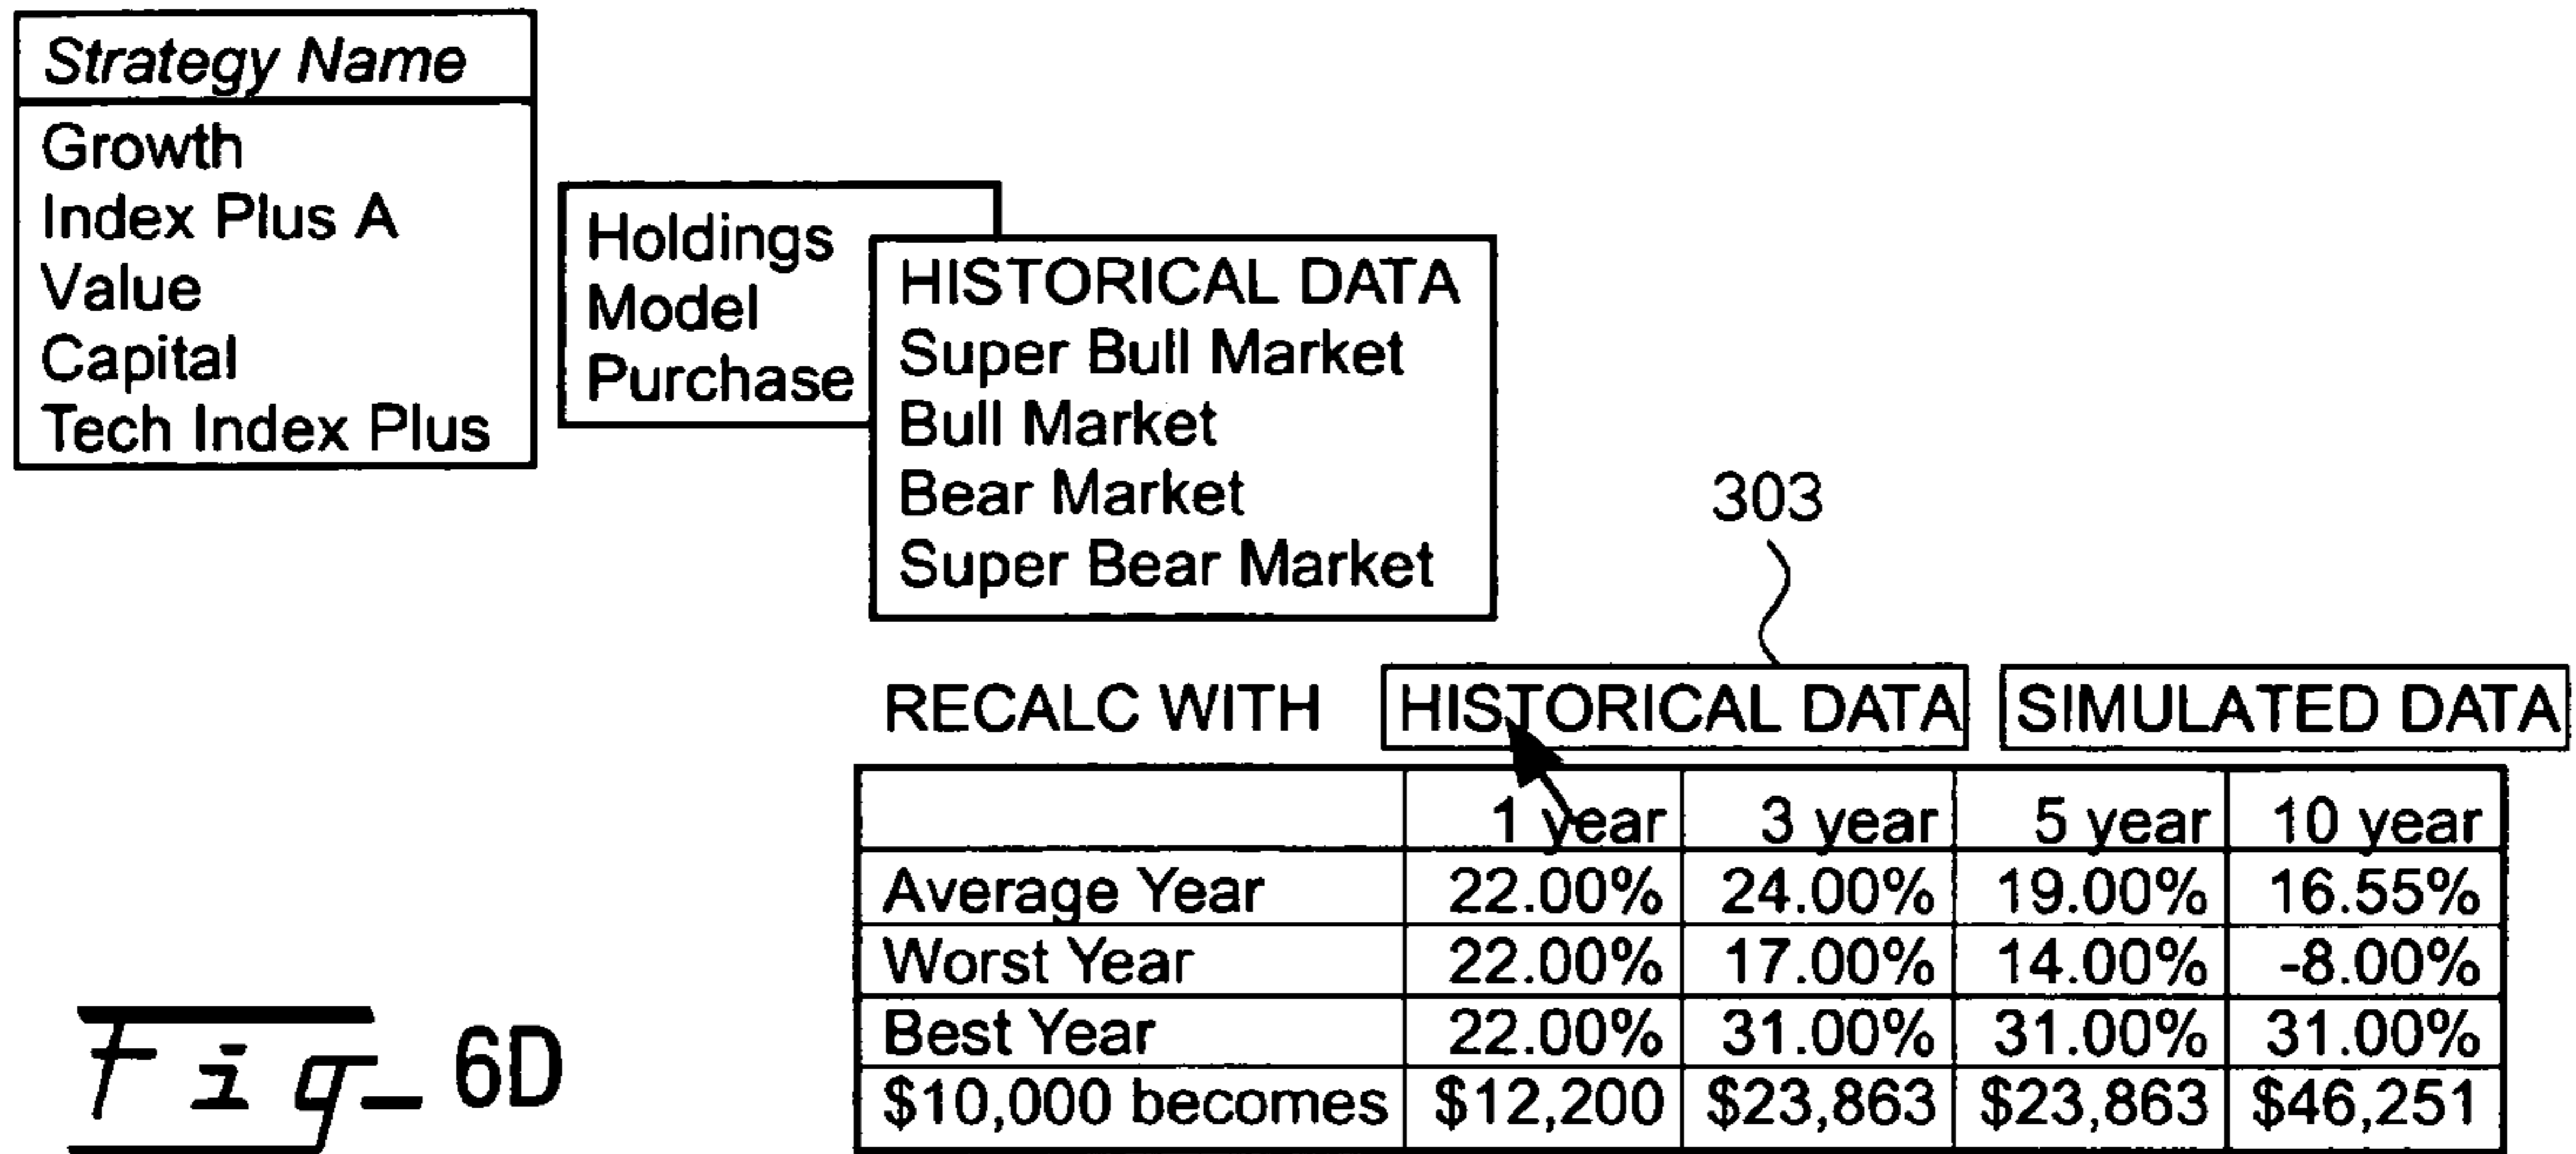 Strategy Name
Growth
Index Plus A
Value
Capital
Tech Index Plus
Holdings
Model
Purchase
HISTORICAL DATA
Super Bull Market
Bull Market
Bear Market
Super Bear Market
303
RECALC WITH HISTORICAL DATA SIMULATED DATA
1 year 3 year 5 year 10 year
Average Year 22.00% 24.00% 19.00% 16.55%
Worst Year 22.00% 17.00% 14.00% -8.00%
Best Year 22.00% 31.00% 31.00% 31.00%
$10,000 becomes $12,200 $23,863 $23,863 $46,251
Fig_6D